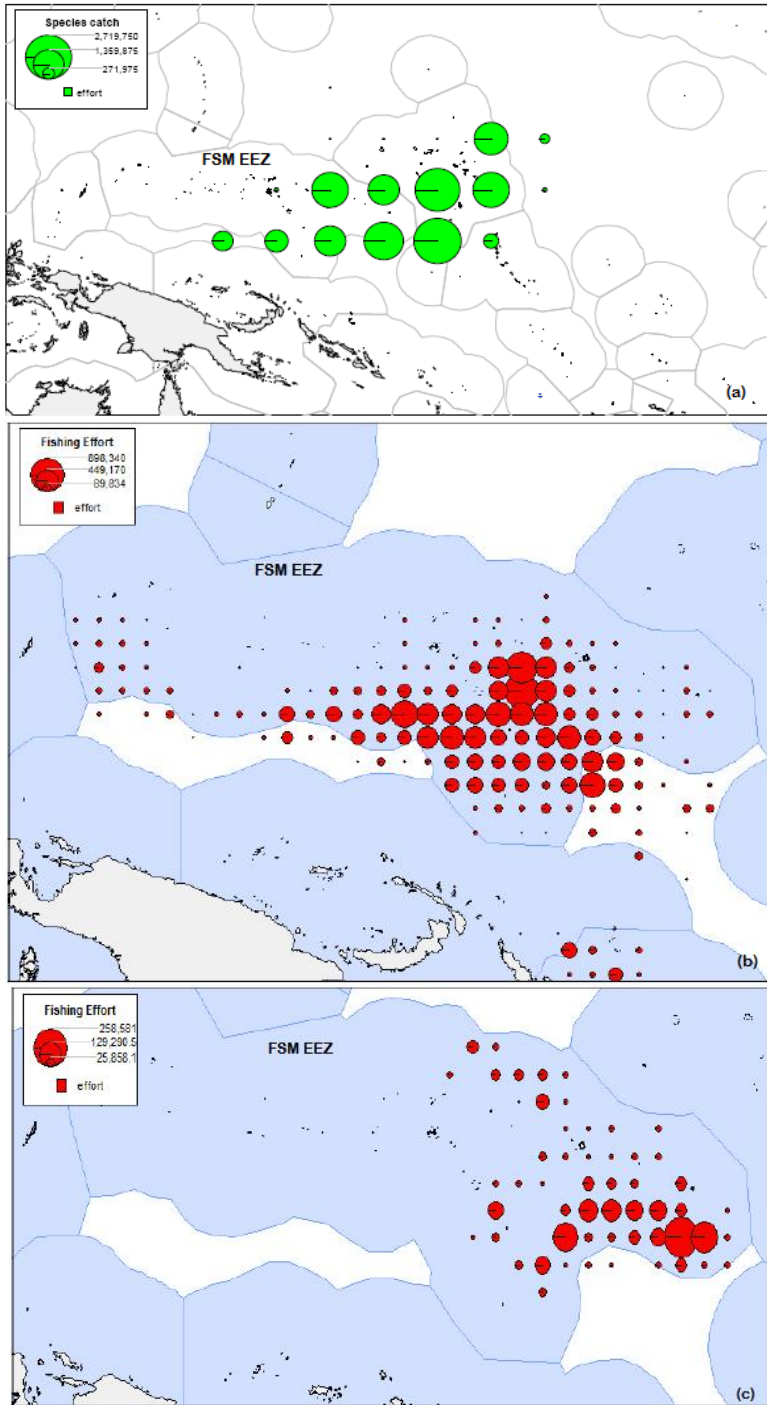 Species catch
2,719,750
1,359,875
271,975
effort
FSM EEZ
(a)
Fishing Effort
898,340
449,170
89,834
effort
FSM EEZ
(b)
Fishing Effort
258,581
129,290.5
25,858.1
effort
FSM EEZ
(c)